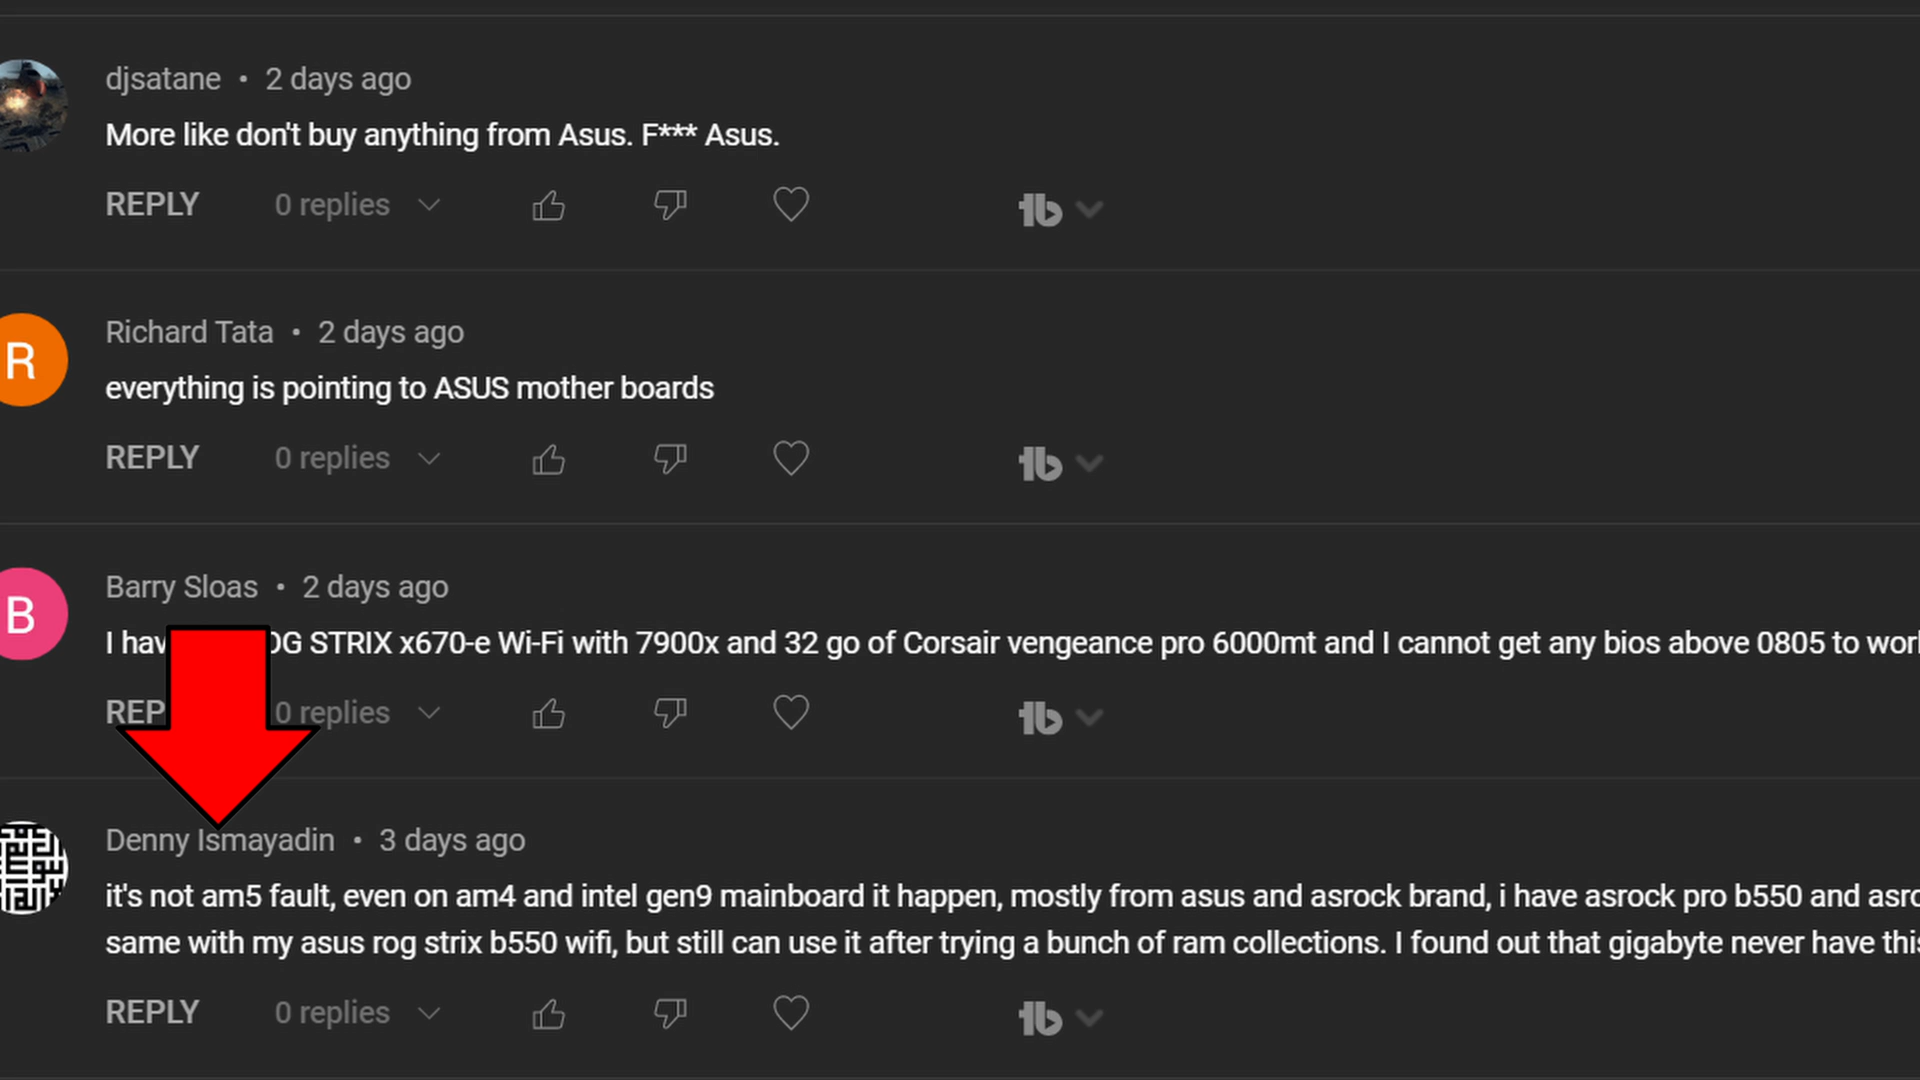 djsatane • 2 days ago
More like don't buy anything from Asus. F*** Asus.
REPLY 0 replies
R
Richard Tata • 2 days ago
everything is pointing to ASUS mother boards
REPLY 0 replies
B
Barry Sloas • 2 days ago
I STRIX x670-e Wi-Fi with 7900x and 32 go of Corsair vengeance pro 6000mt and I cannot get any bios above 0805 to
0 replies
Denny Ismayadin • 3 days ago
it's not am5 fault, even on am4 and intel gen9 mainboard it happen, mostly from asus and asrock brand, i have asrock pro b550 and
same with my asus rog strix b550 wifi, but still can use it after trying a bunch of ram collections. I found out that gigabyte never have
REPLY 0 replies